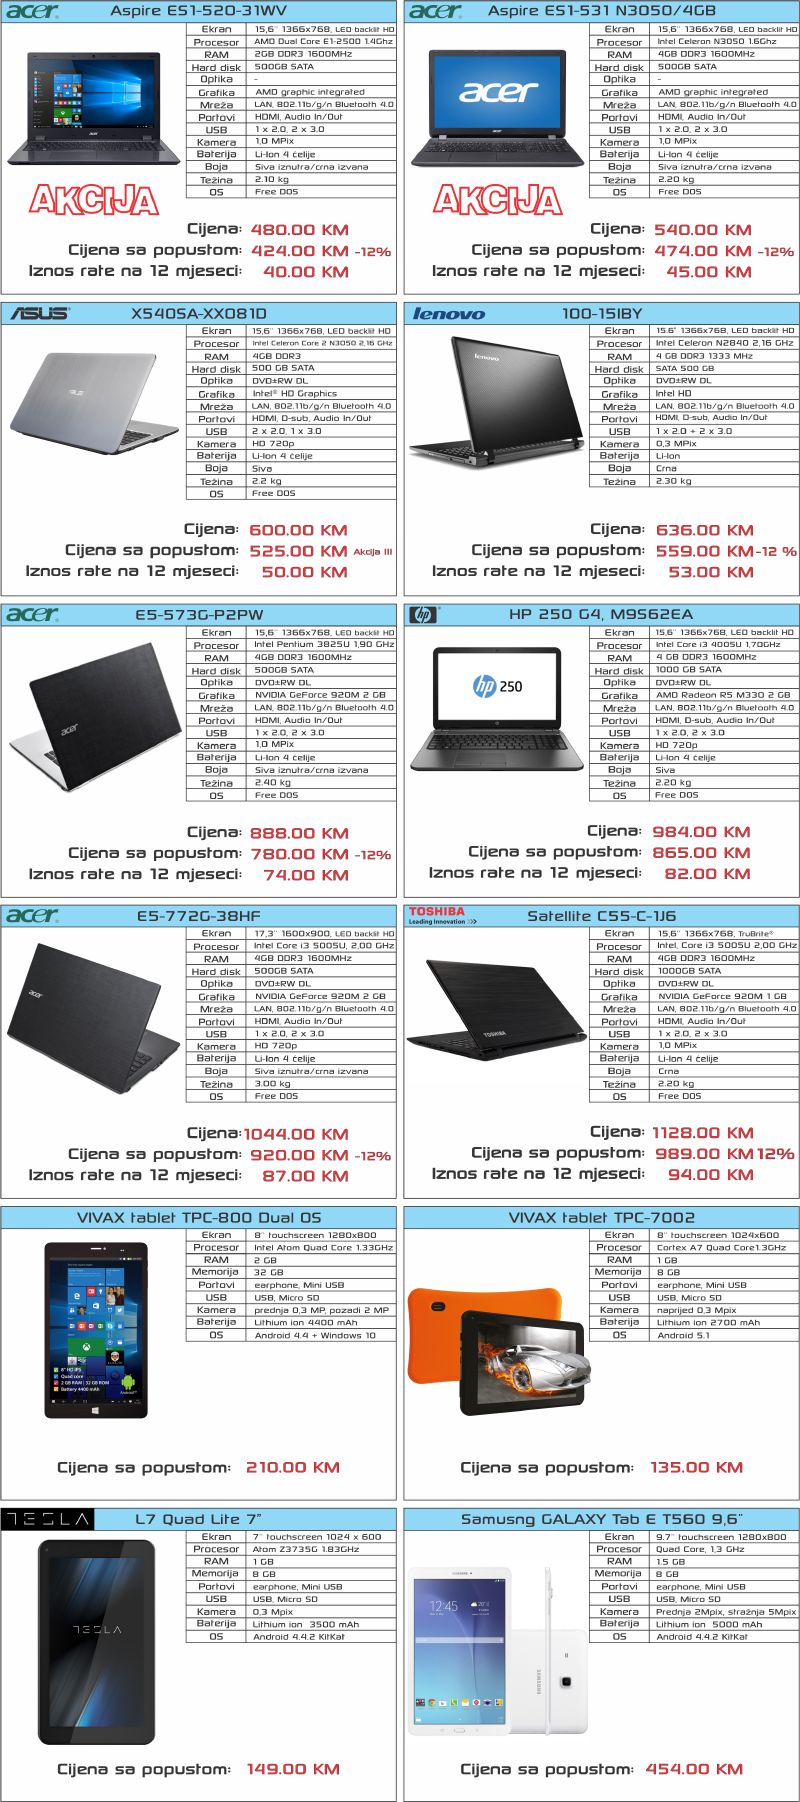 acer Aspire ES1-520-31WV
Ekran 15,6" 1366x768, LED backlit HD
Procesor AMD Dual Core E1-2500 1.4Ghz
RAM 2GB DDR3 1600MHz
Hard disk 500GB SATA
Optika -
Grafika AMD graphic integrated
Mreža LAN, 802.11b/g/n Bluetooth 4.0
Portovi HDMI, Audio In/Out
USB 1 x 2.0, 2 x 3.0
Kamera 1,0 MPix
Baterija Li-Ion 4 ćelije
Boja Siva iznutra/crna izvana
Težina 2.10 kg
OS Free DOS
AKCIJA
Cijena: 480.00 KM
Cijena sa popustom: 424.00 KM -12%
Iznos rate na 12 mjeseci: 40.00 KM
acer Aspire ES1-531 N3050/4GB
acer
Ekran 15,6" 1366x768, LED backlit HD
Procesor Intel Celeron N3050 1.6Ghz
RAM 4GB DDR3 1600MHz
Hard disk 500GB SATA
Optika -
Grafika AMD graphic integrated
Mreža LAN, 802.11b/g/n Bluetooth 4.0
Portovi HDMI, Audio In/Out
USB 1 x 2.0, 2 x 3.0
Kamera 1,0 MPix
Baterija Li-Ion 4 ćelije
Boja Siva iznutra/crna izvana
Težina 2.20 kg
OS Free DOS
AKCIJA
Cijena: 540.00 KM
Cijena sa popustom: 474.00 KM -12%
Iznos rate na 12 mjeseci: 45.00 KM
ASUS X540SA-XX081D
ASUS
Ekran 15,6" 1366x768, LED backlit HD
Procesor Intel Celeron Core 2 N3050 2,16 GHz
RAM 4GB DDR3
Hard disk 500 GB SATA
Optika DVD±RW DL
Grafika Intel® HD Graphics
Mreža LAN, 802.11b/g/n Bluetooth 4.0
Portovi HDMI, D-sub, Audio In/Out
USB 2 x 2.0, 1 x 3.0
Kamera HD 720p
Baterija Li-Ion 4 ćelije
Boja Siva
Težina 2.2 kg
OS Free DOS
Cijena: 600.00 KM
Cijena sa popustom: 525.00 KM Akcija !!!
Iznos rate na 12 mjeseci: 50.00 KM
lenovo 100-15IBY
lenovo
Ekran 15.6" 1366x768, LED backlit HD
Procesor Intel Celeron N2840 2,16 GHz
RAM 4 GB DDR3 1333 MHz
Hard disk SATA 500 GB
Optika DVD±RW DL
Grafika Intel HD
Mreža LAN, 802.11b/g/n Bluetooth 4.0
Portovi HDMI, D-sub, Audio In/Out
USB 1 x 2.0 + 2 x 3.0
Kamera 0,3 MPix
Baterija Li-Ion
Boja Crna
Težina 2.30 kg
Cijena: 636.00 KM
Cijena sa popustom: 559.00 KM -12 %
Iznos rate na 12 mjeseci: 53.00 KM
acer E5-573G-P2PW
acer
Ekran 15,6" 1366x768, LED backlit HD
Procesor Intel Pentium 3825U 1,90 GHz
RAM 4GB DDR3 1600MHz
Hard disk 500GB SATA
Optika DVD±RW DL
Grafika NVIDIA GeForce 920M 2 GB
Mreža LAN, 802.11b/g/n Bluetooth 4.0
Portovi HDMI, Audio In/Out
USB 1 x 2.0, 2 x 3.0
Kamera 1,0 MPix
Baterija Li-Ion 4 ćelije
Boja Siva iznutra/crna izvana
Težina 2.40 kg
OS Free DOS
Cijena: 888.00 KM
Cijena sa popustom: 780.00 KM -12%
Iznos rate na 12 mjeseci: 74.00 KM
hp HP 250 G4, M9S62EA
hp 250
Ekran 15,6" 1366x768, LED backlit HD
Procesor Intel Core i3 4005U 1,70GHz
RAM 4 GB DDR3 1600MHz
Hard disk 1000 GB SATA
Optika DVD±RW DL
Grafika AMD Radeon R5 M330 2 GB
Mreža LAN, 802.11b/g/n Bluetooth 4.0
Portovi HDMI, D-sub, Audio In/Out
USB 1 x 2.0, 2 x 3.0
Kamera HD 720p
Baterija Li-Ion 4 ćelije
Boja Siva
Težina 2.20 kg
OS Free DOS
Cijena: 984.00 KM
Cijena sa popustom: 865.00 KM
Iznos rate na 12 mjeseci: 82.00 KM
acer E5-772G-38HF
acer
Ekran 17,3" 1600x900, LED backlit HD
Procesor Intel Core i3 5005U, 2,00 GHz
RAM 4GB DDR3 1600MHz
Hard disk 500GB SATA
Optika DVD±RW DL
Grafika NVIDIA GeForce 920M 2 GB
Mreža LAN, 802.11b/g/n Bluetooth 4.0
Portovi HDMI, Audio In/Out
USB 1 x 2.0, 2 x 3.0
Kamera HD 720p
Baterija Li-Ion 4 ćelije
Boja Siva iznutra/crna izvana
Težina 3.00 kg
OS Free DOS
Cijena: 1044.00 KM
Cijena sa popustom: 920.00 KM -12%
Iznos rate na 12 mjeseci: 87.00 KM
TOSHIBA Satellite C55-C-1J6
Leading Innovation >>>
TOSHIBA
Ekran 15,6" 1366x768, TruBrite®
Procesor Intel, Core i3 5005U 2,00 GHz
RAM 4GB DDR3 1600MHz
Hard disk 1000GB SATA
Optika DVD±RW DL
Grafika NVIDIA GeForce 920M 1 GB
Mreža LAN, 802.11b/g/n Bluetooth 4.0
Portovi HDMI, Audio In/Out
USB 1 x 2.0, 2 x 3.0
Kamera 1,0 MPix
Baterija Li-Ion 4 ćelije
Boja Crna
Težina 2.20 kg
OS Free DOS
Cijena: 1128.00 KM
Cijena sa popustom: 989.00 KM 12%
Iznos rate na 12 mjeseci: 94.00 KM
VIVAX tablet TPC-800 Dual OS
8" HD IPS
Quad core
2 GB RAM | 32 GB ROM
Battery 4400 mAh
Ekran 8" touchscreen 1280x800
Procesor Intel Atom Quad Core 1.33GHz
RAM 2 GB
Memorija 32 GB
Portovi earphone, Mini USB
USB USB, Micro SD
Kamera prednja 0,3 MP, pozadi 2 MP
Baterija Lithium ion 4400 mAh
OS Android 4.4 + Windows 10
Cijena sa popustom: 210.00 KM
VIVAX tablet TPC-7002
Ekran 8" touchscreen 1024x600
Procesor Cortex A7 Quad Core1.3GHz
RAM 1 GB
Memorija 8 GB
Portovi earphone, Mini USB
USB USB, Micro SD
Kamera naprijed 0,3 Mpix
Baterija Lithium ion 2700 mAh
OS Android 5.1
Cijena sa popustom: 135.00 KM
TESLA L7 Quad Lite 7"
TESLA
Ekran 7" touchscreen 1024 x 600
Procesor Atom Z3735G 1.83GHz
RAM 1 GB
Memorija 8 GB
Portovi earphone, Mini USB
USB USB, Micro SD
Kamera 0,3 Mpix
Baterija Lithium ion 3500 mAh
OS Android 4.4.2 KitKat
Cijena sa popustom: 149.00 KM
Samusng GALAXY Tab E T560 9,6"
SAMSUNG
12:45
SAMSUNG
Ekran 9.7" touchscreen 1280x800
Procesor Quad Core, 1,3 GHz
RAM 1.5 GB
Memorija 8 GB
Portovi earphone, Mini USB
USB USB, Micro SD
Kamera Prednja 2Mpix, stražnja 5Mpix
Baterija Lithium ion 5000 mAh
OS Android 4.4.2 KitKat
Cijena sa popustom: 454.00 KM